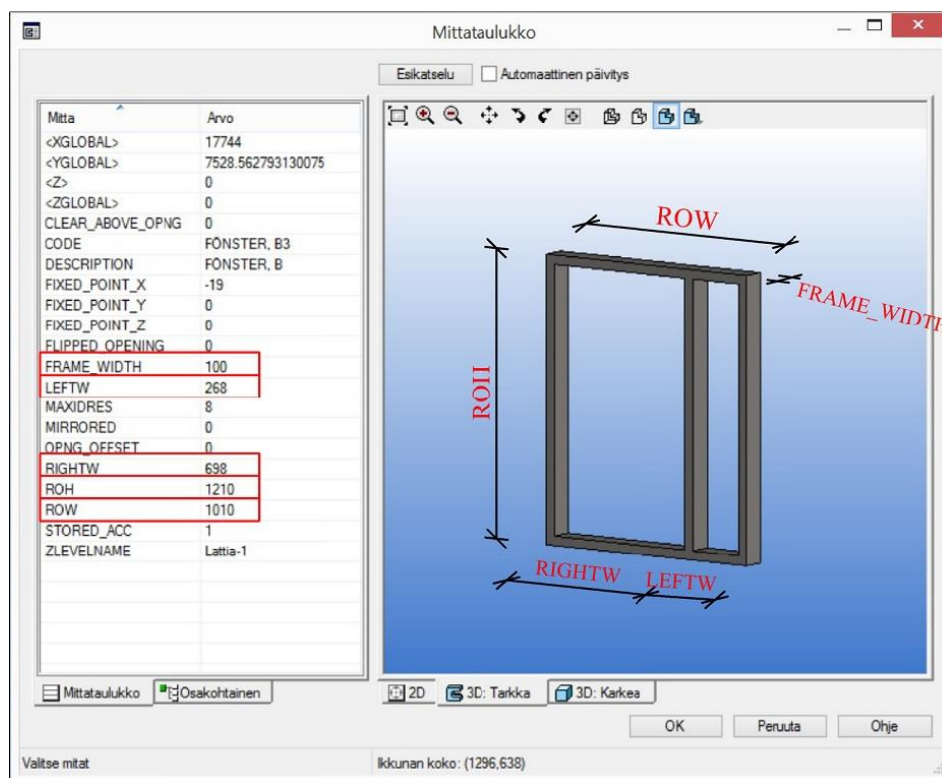 Mittataulukko
Esikatselu Automaattinen päivitys
Mitta Arvo
<XGLOBAL> 17744
<YGLOBAL> 7528.562793130075
<Z> 0
<ZGLOBAL> 0
CLEAR_ABOVE_OPNG 0
CODE FÖNSTER, B3
DESCRIPTION FÖNSTER, B
FIXED_POINT_X -19
FIXED_POINT_Y 0
FIXED_POINT_Z 0
FLIPPED_OPENING 0
FRAME_WIDTH 100
LEFTW 268
MAXIDRES 8
MIRRORED 0
OPNG_OFFSET 0
RIGHTW 698
ROH 1210
ROW 1010
STORED_ACC 1
ZLEVELNAME Lattia-1
ROW
FRAME_WIDTH
ROH
RIGHTW LEFTW
Mittataulukko Osakohtainen
2D 3D: Tarkka 3D: Karkea
OK Peruuta Ohje
Valitse mitat Ikkunan koko: (1296,638)